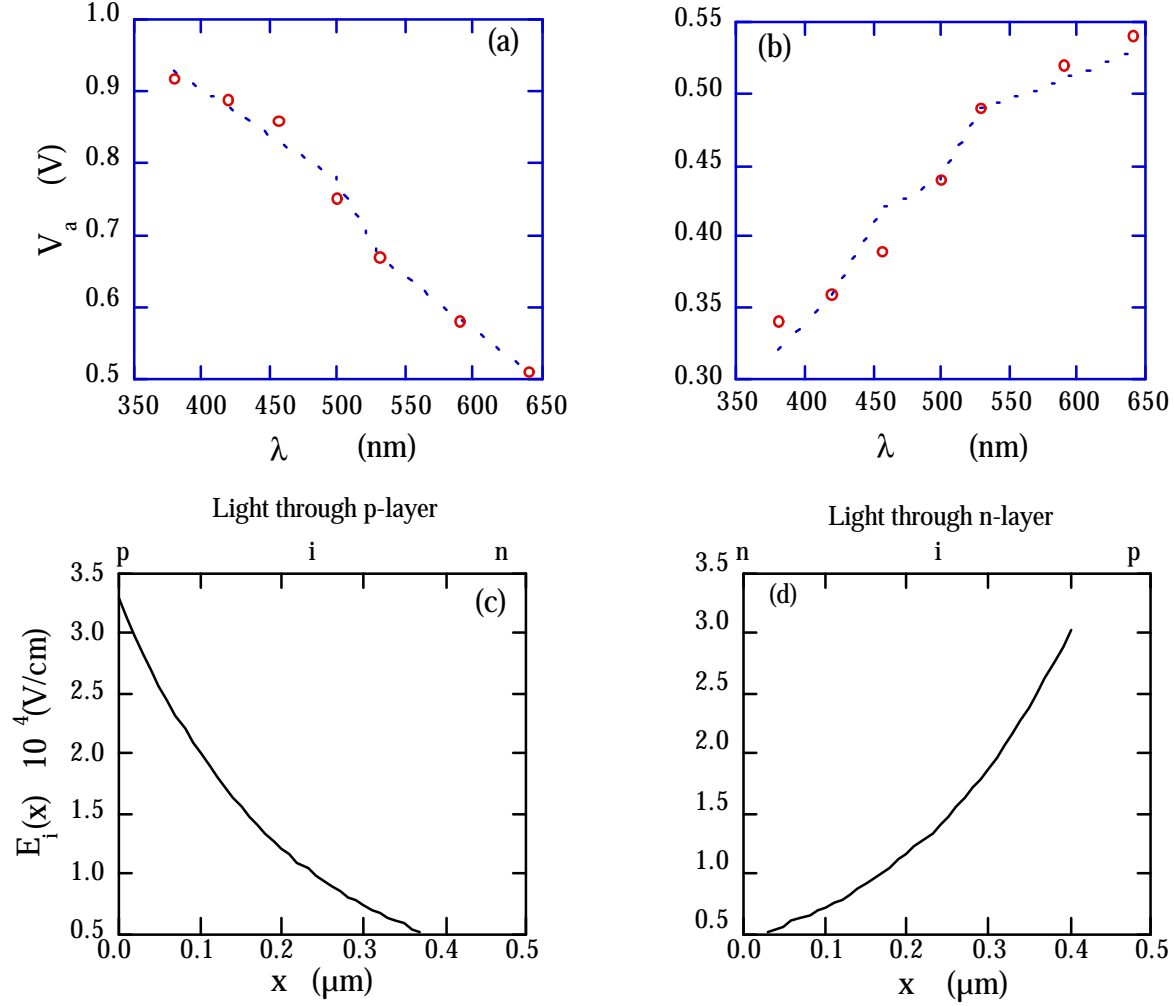 (a)
1.0
0.9
0.8
0.7
0.6
0.5
V a (V)
350 400 450 500 550 600 650
λ (nm)
(b)
0.55
0.50
0.45
0.40
0.35
0.30
350 400 450 500 550 600 650
λ (nm)
Light through p-layer
p i n
(c)
3.5
3.0
2.5
2.0
1.5
1.0
0.5
E i (x) 10 4 (V/cm)
0.0 0.1 0.2 0.3 0.4 0.5
x (μm)
Light through n-layer
n i p
(d)
3.5
3.0
2.5
2.0
1.5
1.0
0.5
0.0 0.1 0.2 0.3 0.4 0.5
x (μm)